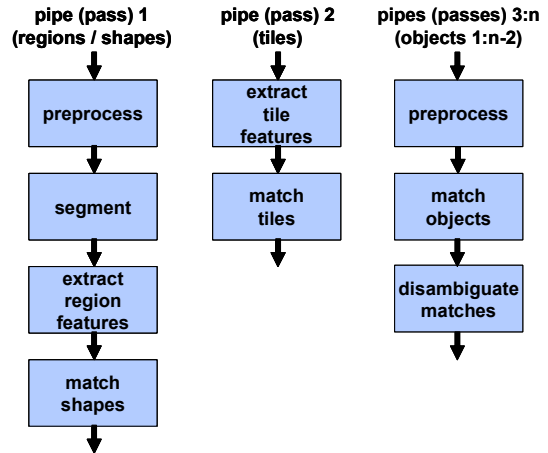 pipe (pass) 1
(regions / shapes)
preprocess
segment
extract
region
features
match
shapes
pipe (pass) 2
(tiles)
extract
tile
features
match
tiles
pipes (passes) 3:n
(objects 1:n-2)
preprocess
match
objects
disambiguate
matches